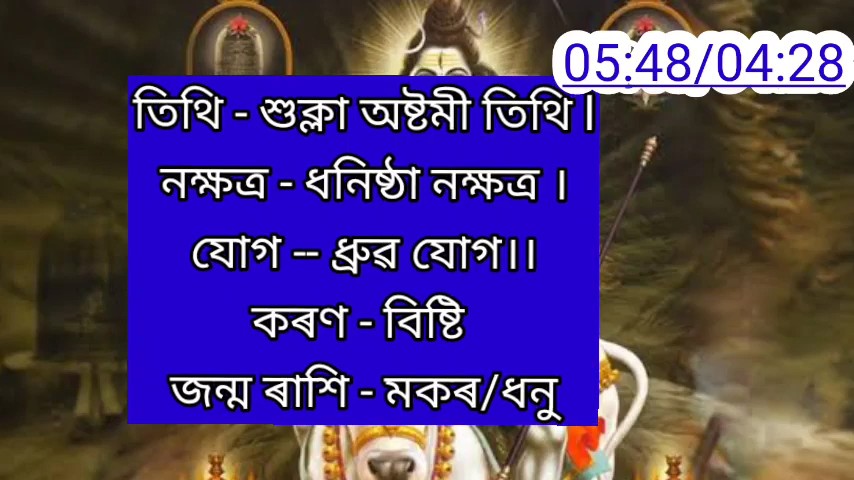 05:48/04:28
তিথি - শুক্লা অষ্টমী তিথি।
নক্ষত্ৰ - ধনিষ্ঠা নক্ষত্ৰ ।
যোগ -- ধ্ৰুৱ যোগ।।
কৰণ - বিষ্টি
জন্ম ৰাশি - মকৰ/ধনু